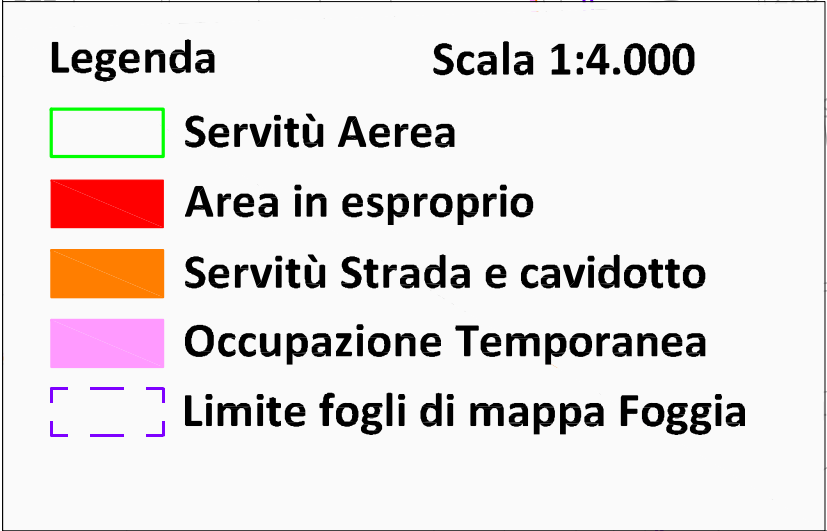 Legenda Scala 1:4.000
Servitù Aerea
Area in esproprio
Servitù Strada e cavidotto
Occupazione Temporanea
Limite fogli di mappa Foggia